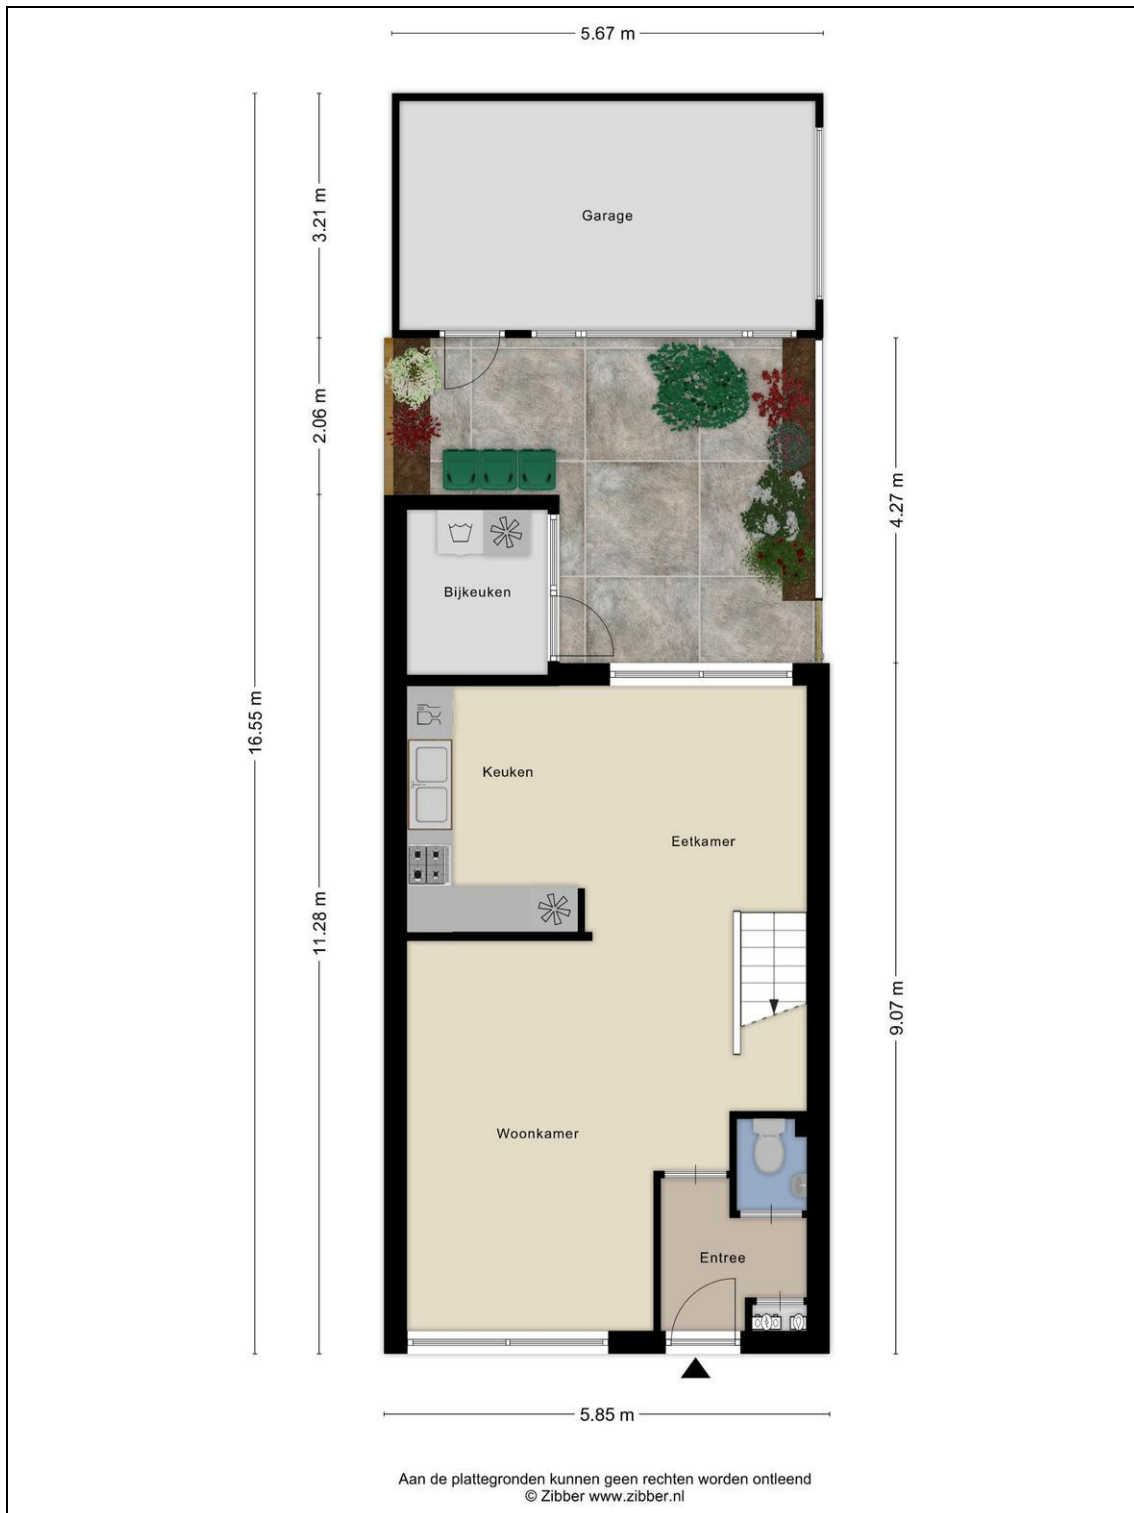 5.67 m
3.21 m
Garage
2.06 m
4.27 m
Bijkeuken
16.55 m
Keuken
Eetkamer
11.28 m
9.07 m
Woonkamer
Entree
5.85 m
Aan de plattegronden kunnen geen rechten worden ontleend
© Zibber www.zibber.nl